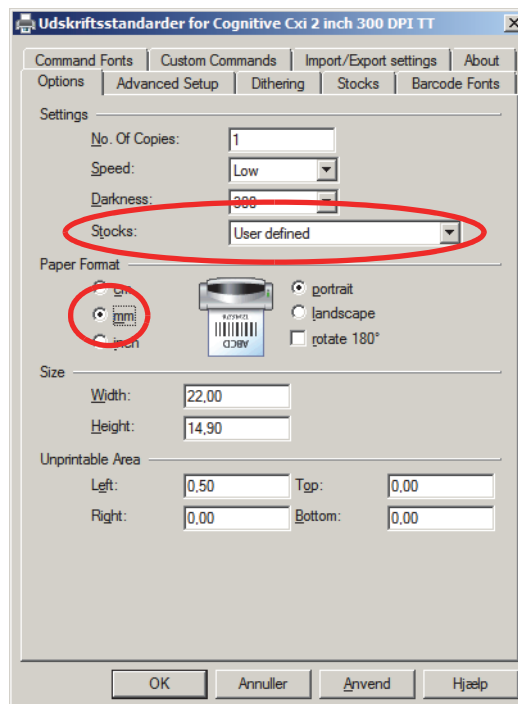 Udskriftsstandarder for Cognitive Cxi 2 inch 300 DPI TT
Command Fonts Custom Commands Import/Export settings About
Options Advanced Setup Dithering Stocks Barcode Fonts
Settings
No. Of Copies: 1
Speed: Low
Darkness: 300
Stocks: User defined
Paper Format
cm
mm
inch
portrait
landscape
rotate 180°
ABCD
Size
Width: 22,00
Height: 14,90
Unprintable Area
Left: 0,50 Top: 0,00
Right: 0,00 Bottom: 0,00
OK Annuller Anvend Hjælp